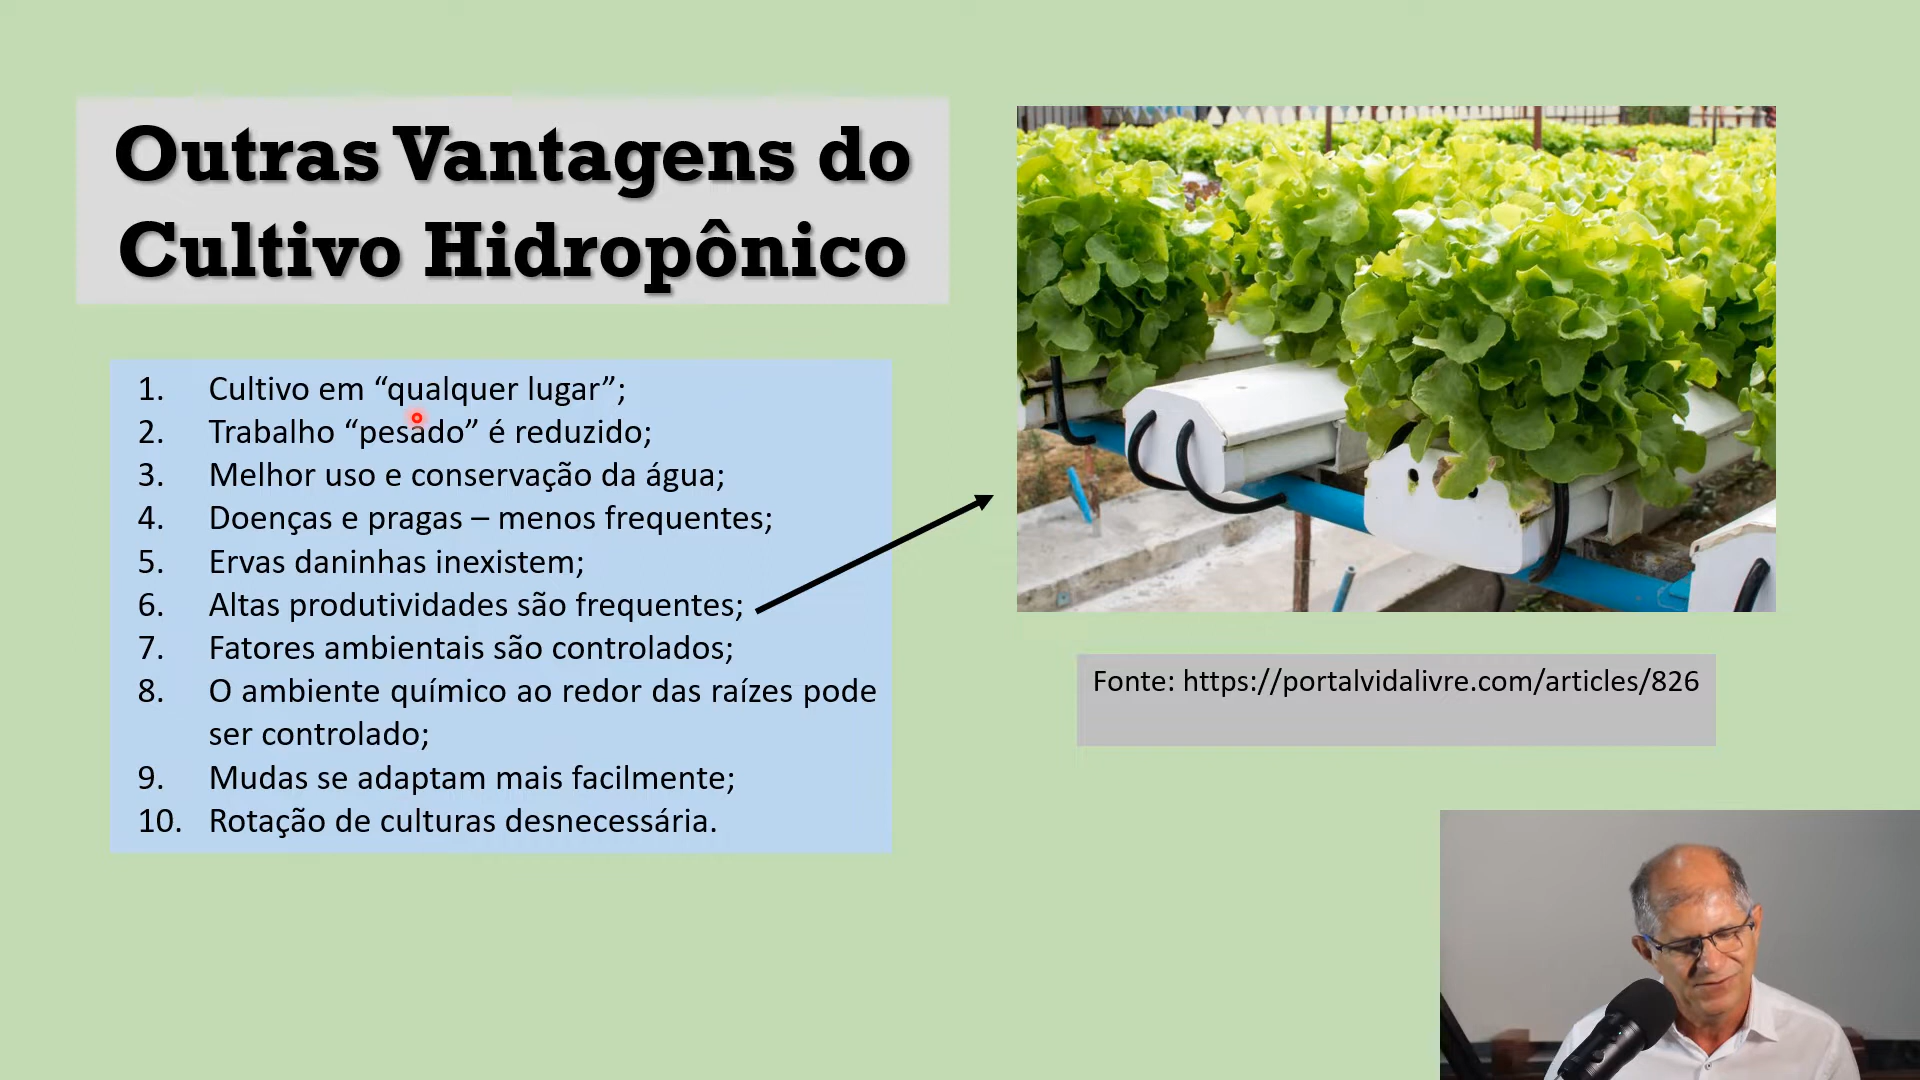 Outras Vantagens do
Cultivo Hidropônico
1. Cultivo em “qualquer lugar”;
2. Trabalho “pesado” é reduzido;
3. Melhor uso e conservação da água;
4. Doenças e pragas – menos frequentes;
5. Ervas daninhas inexistem;
6. Altas produtividades são frequentes;
7. Fatores ambientais são controlados;
8. O ambiente químico ao redor das raízes pode
ser controlado;
9. Mudas se adaptam mais facilmente;
10. Rotação de culturas desnecessária.
Fonte: https://portalvidalivre.com/articles/826